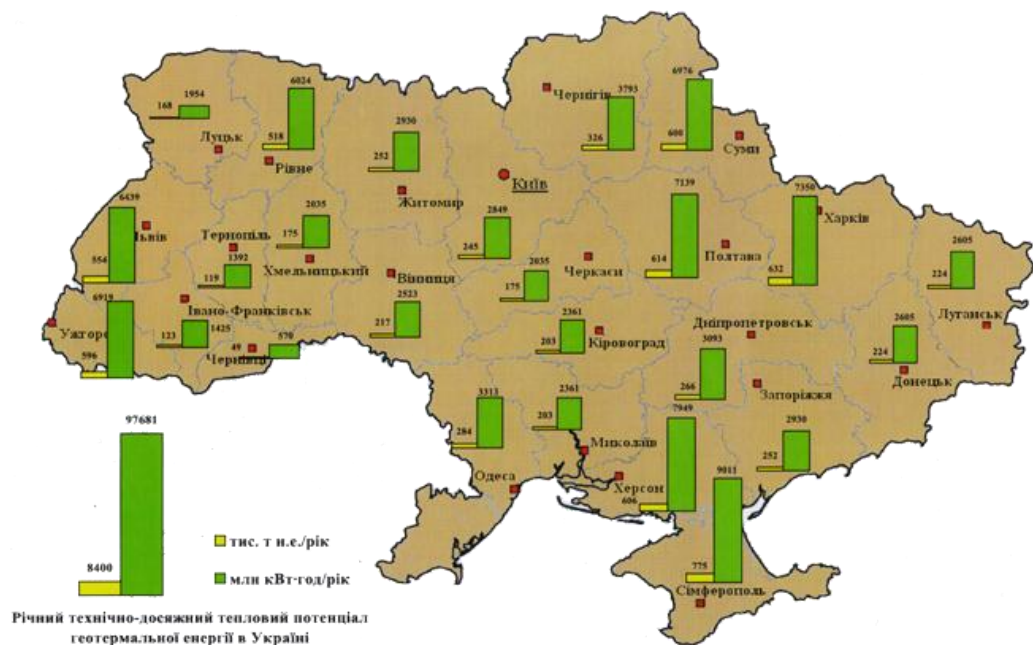 6024
6976
1954
168
3793
Чернігів
518
2930
326
600
Луцьк
Суми
Рівне
252
Київ
7139
7350
6439
Житомир
2035
2849
Харків
Львів
Тернопіль
175
2605
1392
Хмельницький
245
2035
Черкаси
Полтава
554
119
Вінниця
614
632
6919
175
224
2523
Івано-Франківськ
2361
Дніпропетровськ
2605
Луганськ
Ужгоро
123
1425
217
Кіровоград
596
49
570
203
3093
224
Чернівці
Донецьк
266
Запоріжжя
3313
2361
7949
2930
97681
284
203
Миколаїв
252
9011
Одеса
Херсон
606
тис. т н.е./рік
8400
775
млн кВт·год/рік
Сімферополь
Річний технічно-досяжний тепловий потенціал
геотермальної енергії в Україні